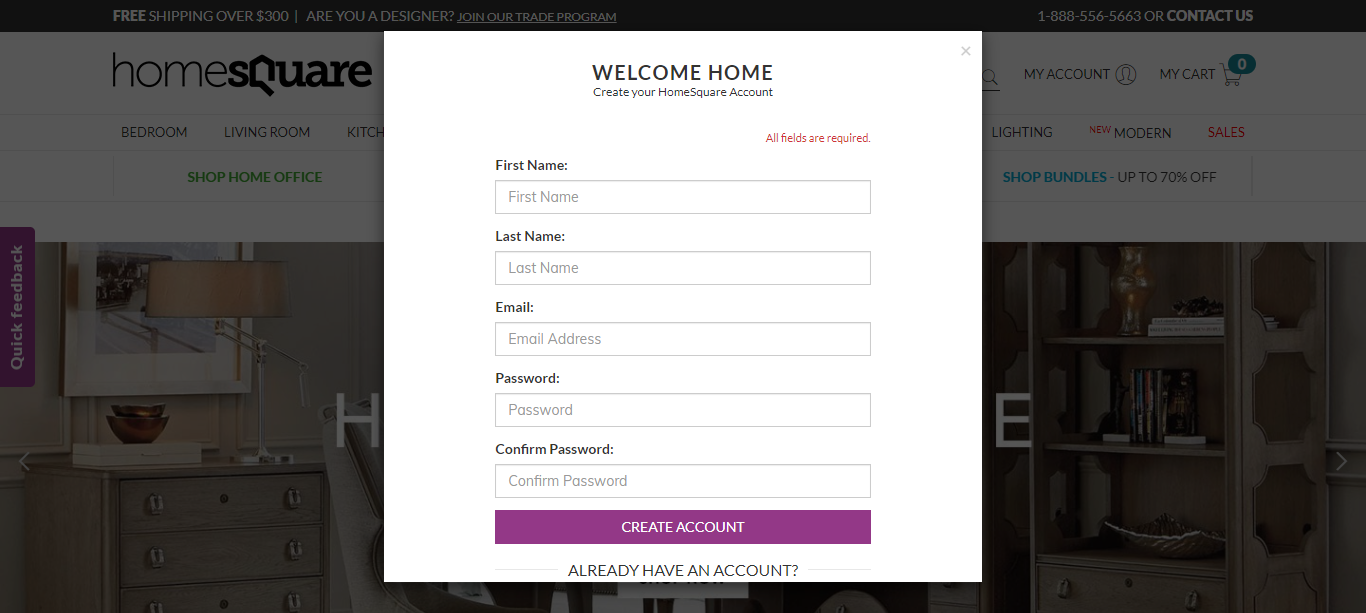 FREE SHIPPING OVER $300 | ARE YOU A DESIGNER? JOIN OUR TRADE PROGRAM
1-888-556-5663 OR CONTACT US
homesquare
MY ACCOUNT
MY CART
0
BEDROOM
LIVING ROOM
KITCH
LIGHTING
NEW MODERN
SALES
SHOP HOME OFFICE
SHOP BUNDLES - UP TO 70% OFF
Quick feedback
×
WELCOME HOME
Create your HomeSquare Account
All fields are required.
First Name:
First Name
Last Name:
Last Name
Email:
Email Address
Password:
Password
Confirm Password:
Confirm Password
CREATE ACCOUNT
ALREADY HAVE AN ACCOUNT?
H
E